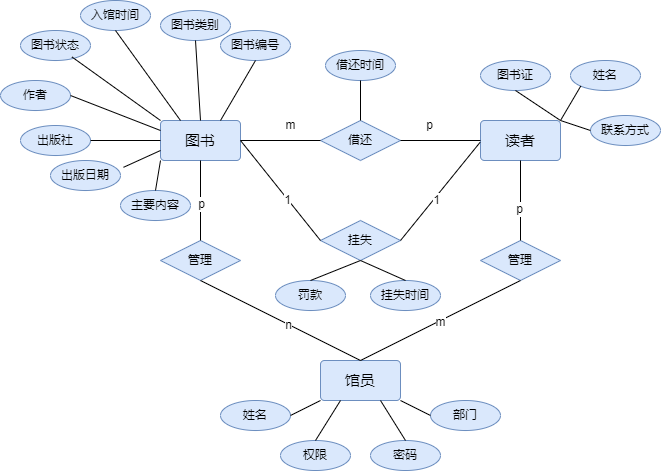 入馆时间
图书类别
图书状态
图书编号
借还时间
图书证
姓名
作者
m
p
联系方式
出版社
图书
借还
读者
出版日期
主要内容
p
1
1
p
管理
挂失
管理
罚款
挂失时间
n
m
馆员
姓名
部门
权限
密码